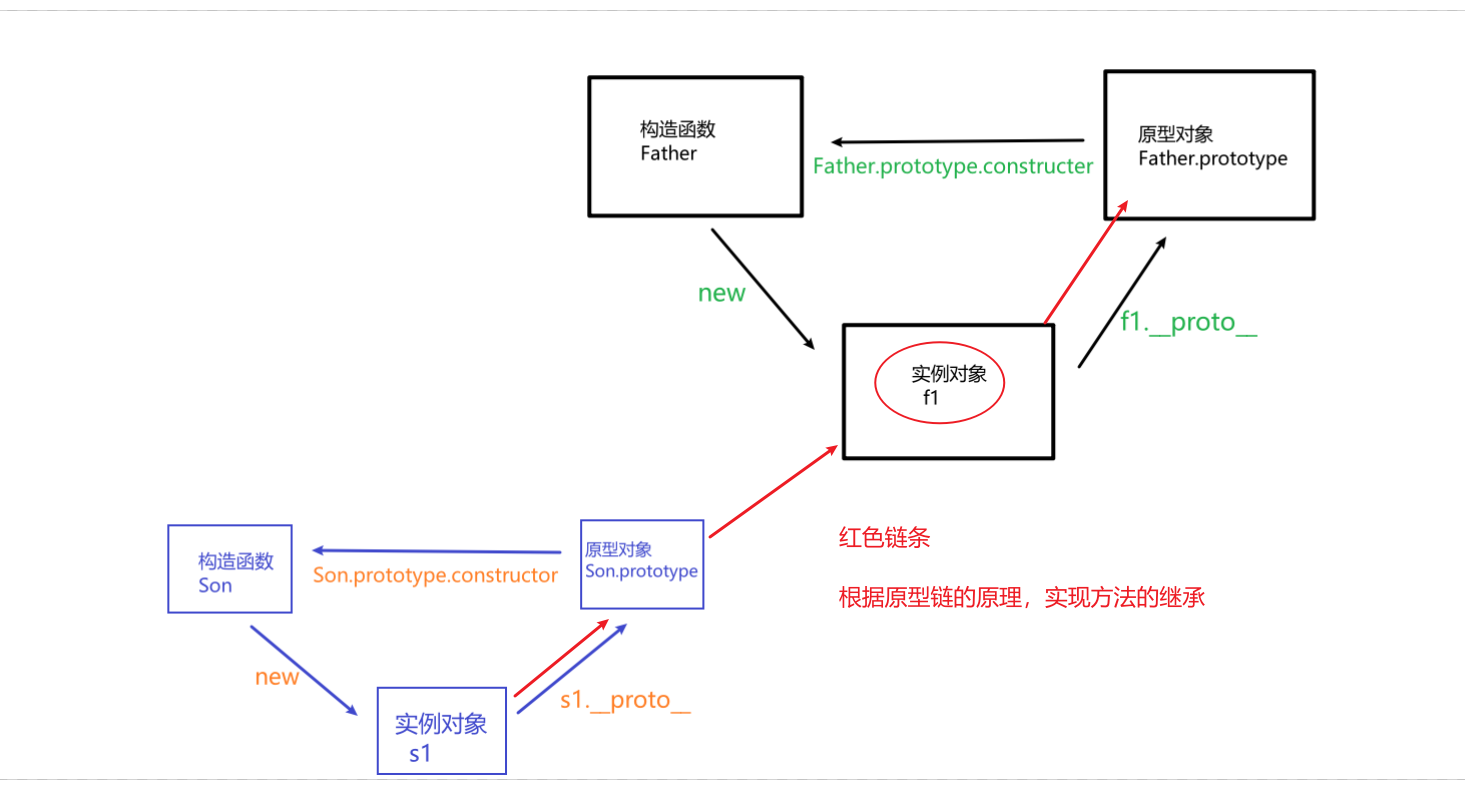 构造函数
Father
Father.prototype.constructer
原型对象
Father.prototype
new
f1.__proto__
实例对象
f1
红色链条
根据原型链的原理，实现方法的继承
构造函数
Son
Son.prototype.constructor
原型对象
Son.prototype
new
s1.__proto__
实例对象
s1